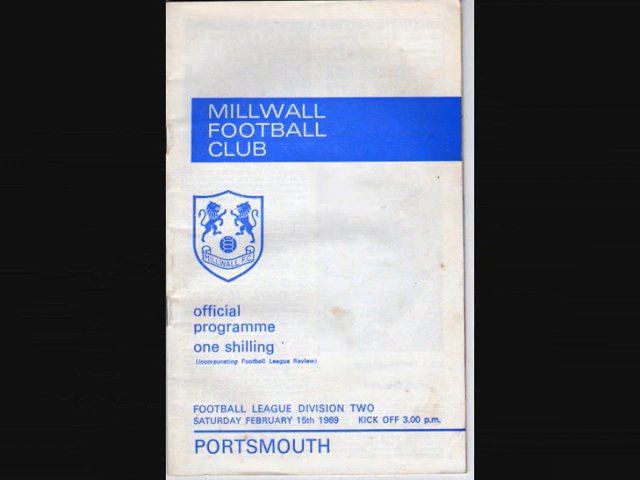 MILLWALL
FOOTBALL
CLUB
MILLWALL F.C
official
programme
one shilling
(incorporating Football League Review)
FOOTBALL LEAGUE DIVISION TWO
SATURDAY FEBRUARY 15th 1969 KICK OFF 3.00 p.m.
PORTSMOUTH